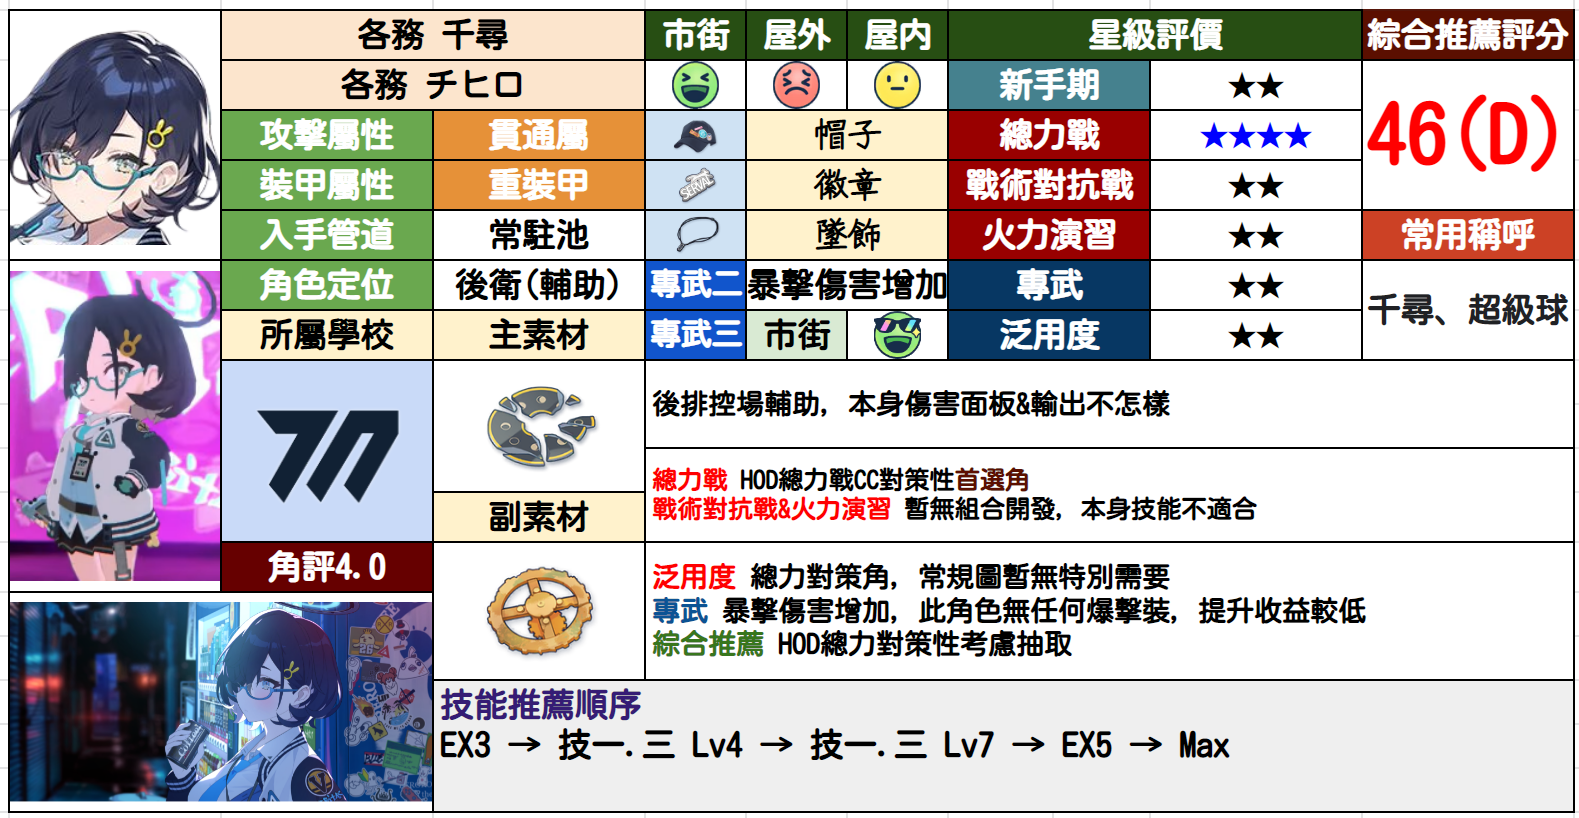 各務 千尋
市街
屋外
屋內
星級評價
綜合推薦評分
各務 チヒロ
新手期
★★
46(D)
攻擊屬性
貫通屬
帽子
總力戰
★★★★
裝甲屬性
重裝甲
SERVAL
徽章
戰術對抗戰
★★
入手管道
常駐池
墜飾
火力演習
★★
常用稱呼
角色定位
後衛(輔助)
專武二
暴擊傷害增加
專武
★★
千尋、超級球
所屬學校
主素材
專武三
市街
泛用度
★★
後排控場輔助, 本身傷害面板&輸出不怎樣
總力戰 HOD總力戰CC對策性首選角
戰術對抗戰&火力演習 暫無組合開發, 本身技能不適合
副素材
角評4.0
泛用度 總力對策角, 常規圖暫無特別需要
專武 暴擊傷害增加, 此角色無任何爆擊裝, 提升收益較低
綜合推薦 HOD總力對策性考慮抽取
技能推薦順序
EX3 → 技一.三 Lv4 → 技一.三 Lv7 → EX5 → Max